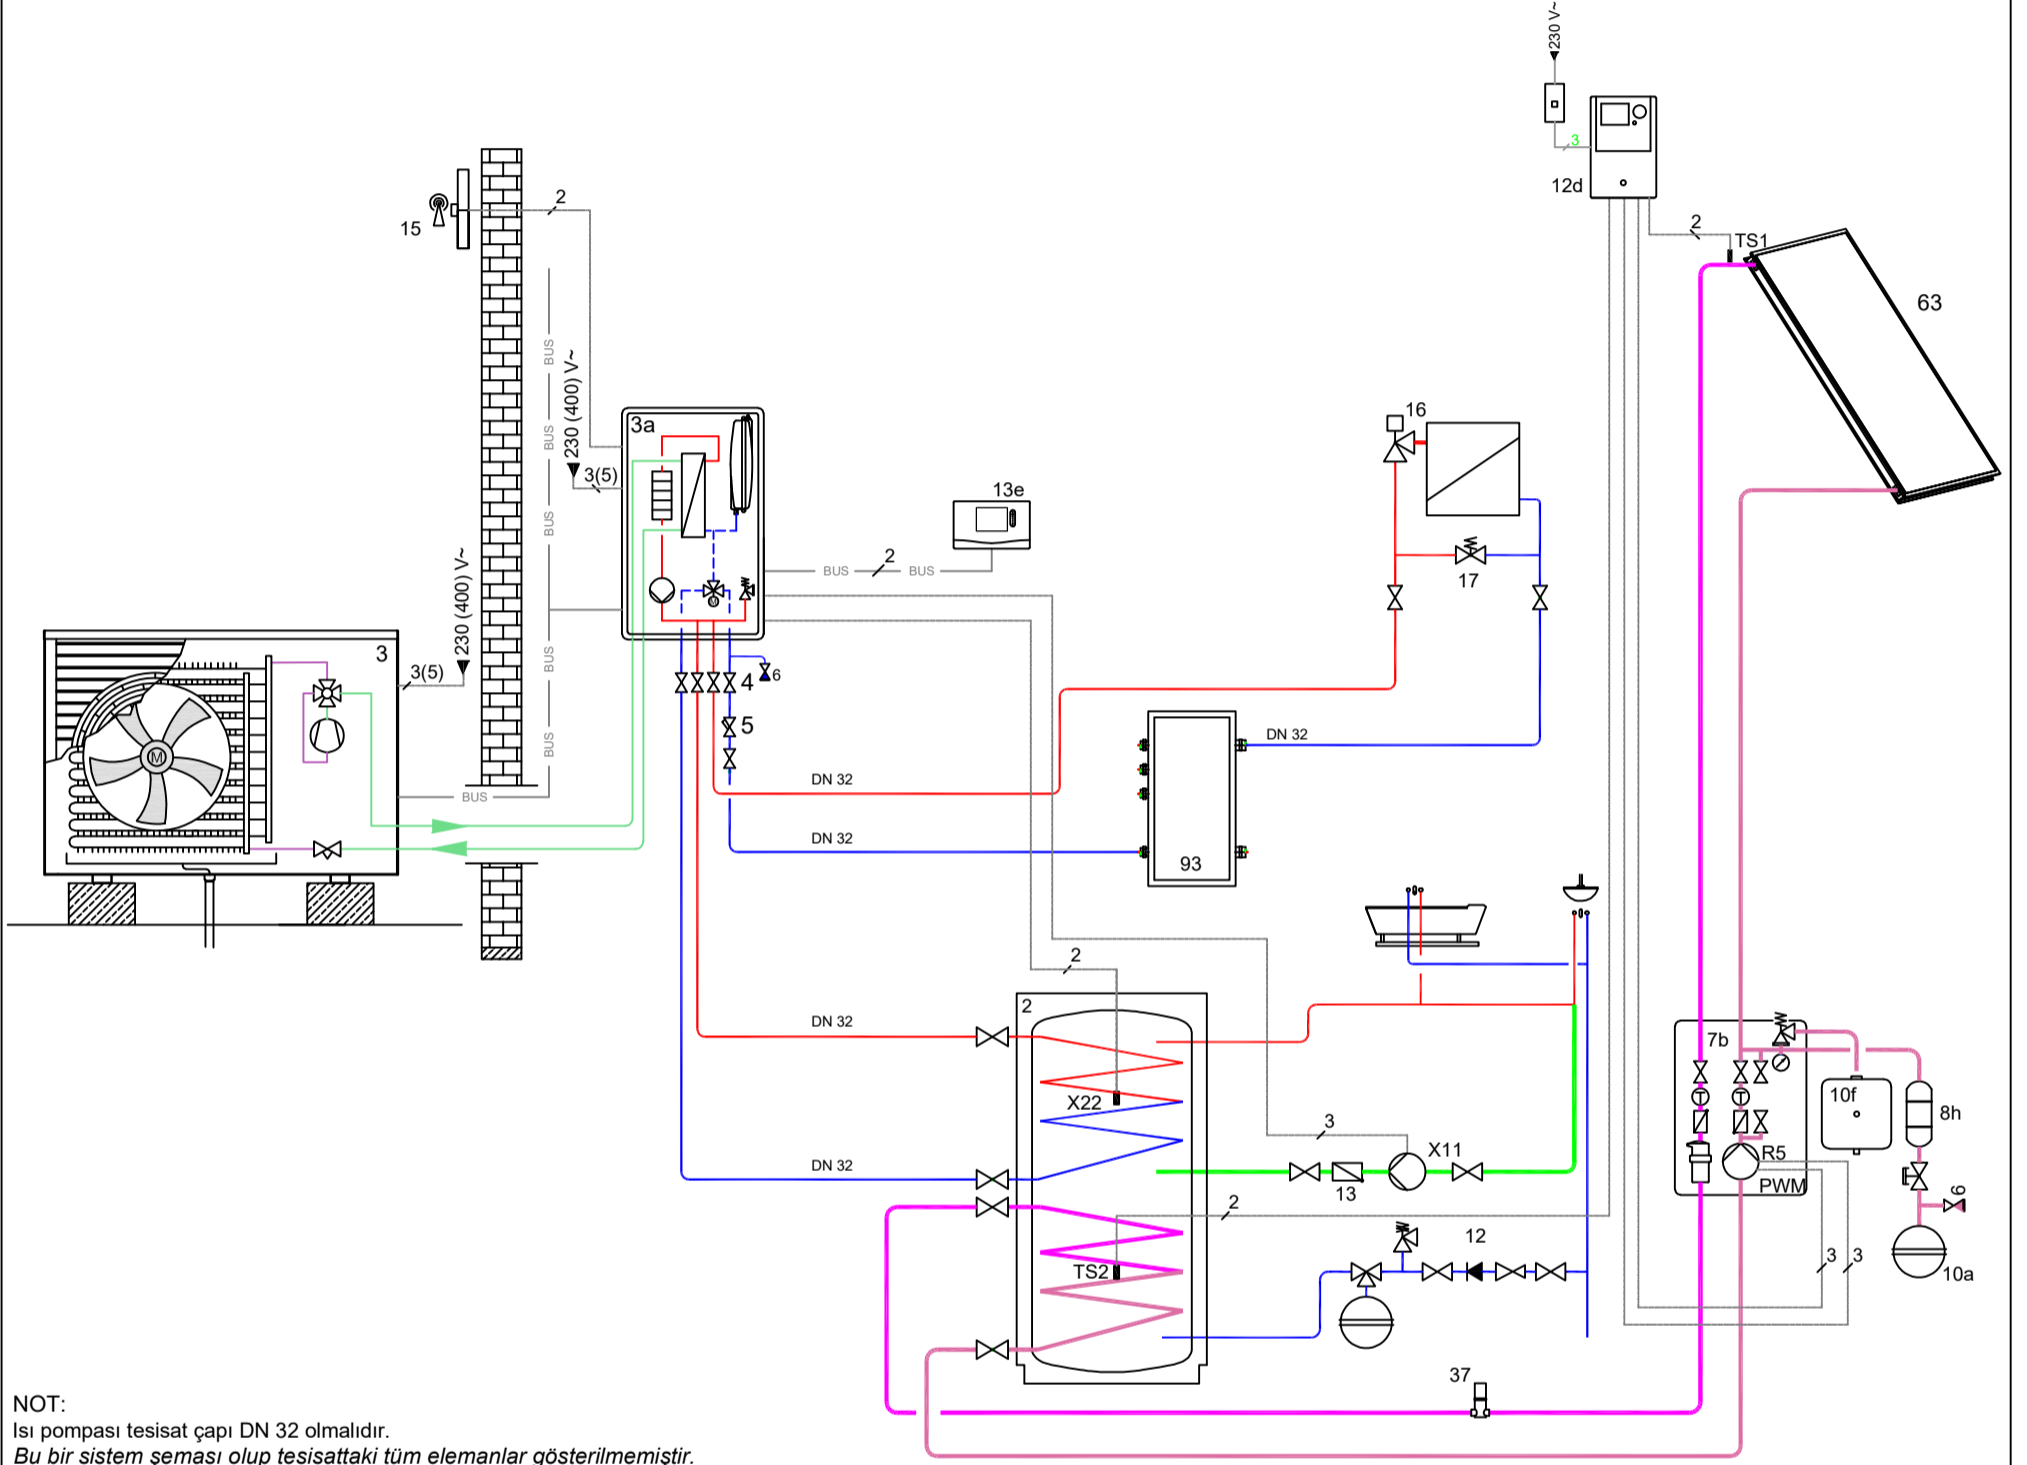 230 V~
3
12d
2
TS1
63
15
2
BUS
230 (400) V~
BUS
3a
3(5)
BUS
16
13e
2
BUS
BUS
17
230 (400) V~
3
3(5)
BUS
4
6
5
M
M
BUS
BUS
DN 32
DN 32
DN 32
93
2
2
DN 32
X22
DN 32
3
X11
13
2
TS2
12
7b
T
T
R5
PWM
10f
8h
6
10a
3
3
37
NOT:
Isı pompası tesisat çapı DN 32 olmalıdır.
Bu bir sistem şeması olup tesisattaki tüm elemanlar gösterilmemiştir.